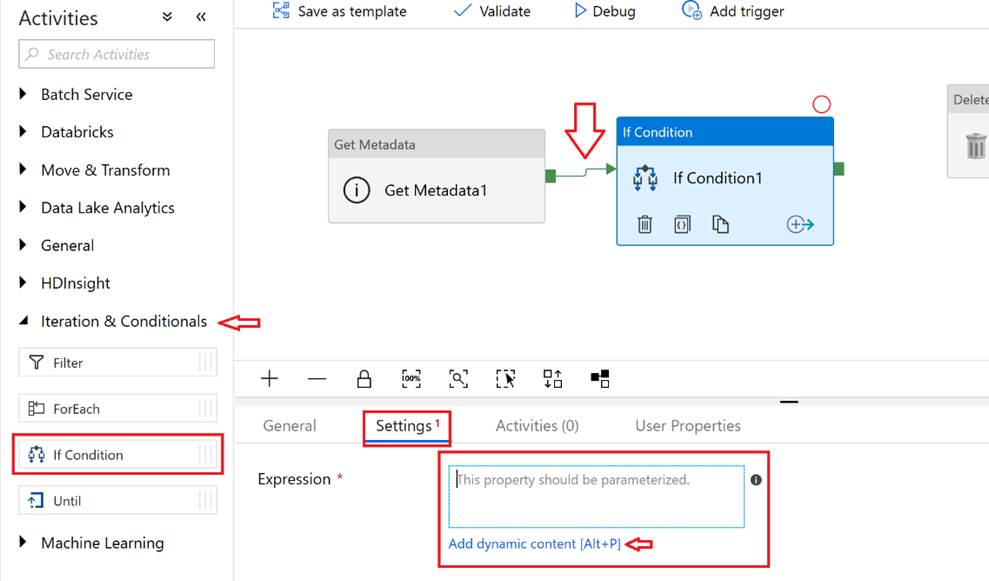 Activities
Search Activities
Batch Service
Databricks
Move & Transform
Data Lake Analytics
General
HDInsight
Iteration & Conditionals
Filter
ForEach
If Condition
Until
Machine Learning
Save as template
Validate
Debug
Add trigger
Get Metadata
Get Metadata1
If Condition
If Condition1
Delete
100%
General
Settings 1
Activities (0)
User Properties
Expression *
This property should be parameterized.
Add dynamic content [Alt+P]